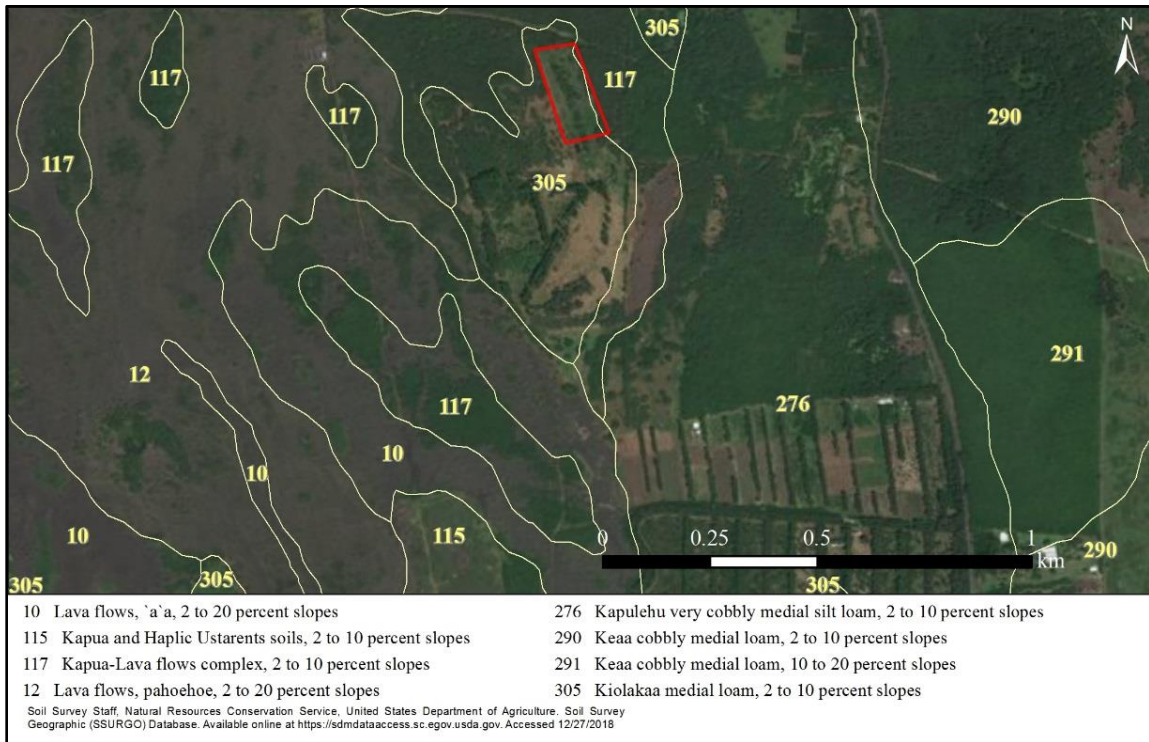 N
305
117
117
117
290
117
305
291
12
117
276
10
10
0 0.25 0.5 1
km
10
115
305
305
305
290
10 Lava flows, `a`a, 2 to 20 percent slopes
115 Kapua and Haplic Ustarents soils, 2 to 10 percent slopes
117 Kapua-Lava flows complex, 2 to 10 percent slopes
12 Lava flows, pahoehoe, 2 to 20 percent slopes
276 Kapulehu very cobbly medial silt loam, 2 to 10 percent slopes
290 Keaa cobbly medial loam, 2 to 10 percent slopes
291 Keaa cobbly medial loam, 10 to 20 percent slopes
305 Kiolakaa medial loam, 2 to 10 percent slopes
Soil Survey Staff, Natural Resources Conservation Service, United States Department of Agriculture. Soil Survey
Geographic (SSURGO) Database. Available online at https://sdmdataaccess.sc.egov.usda.gov. Accessed 12/27/2018